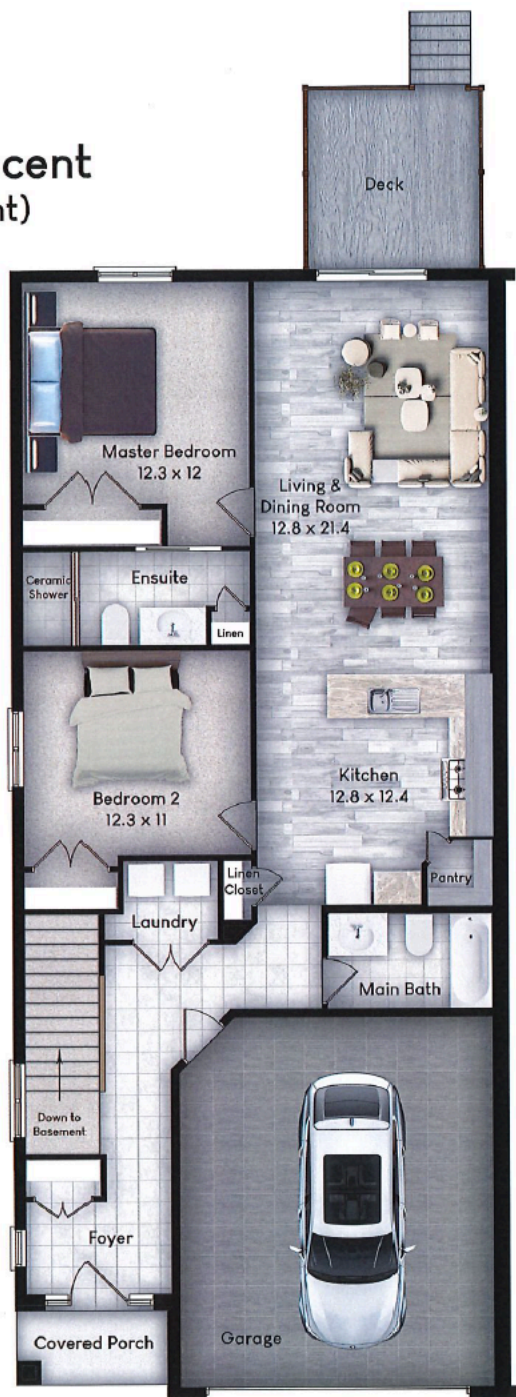 cent
nt)
Deck
Master Bedroom
12.3 x 12
Living &
Dining Room
12.8 x 21.4
Ceramic
Shower
Ensuite
Linen
Bedroom 2
12.3 x 11
Kitchen
12.8 x 12.4
Linen
Closet
Pantry
Laundry
Main Bath
Down to
Basement
Foyer
Covered Porch
Garage